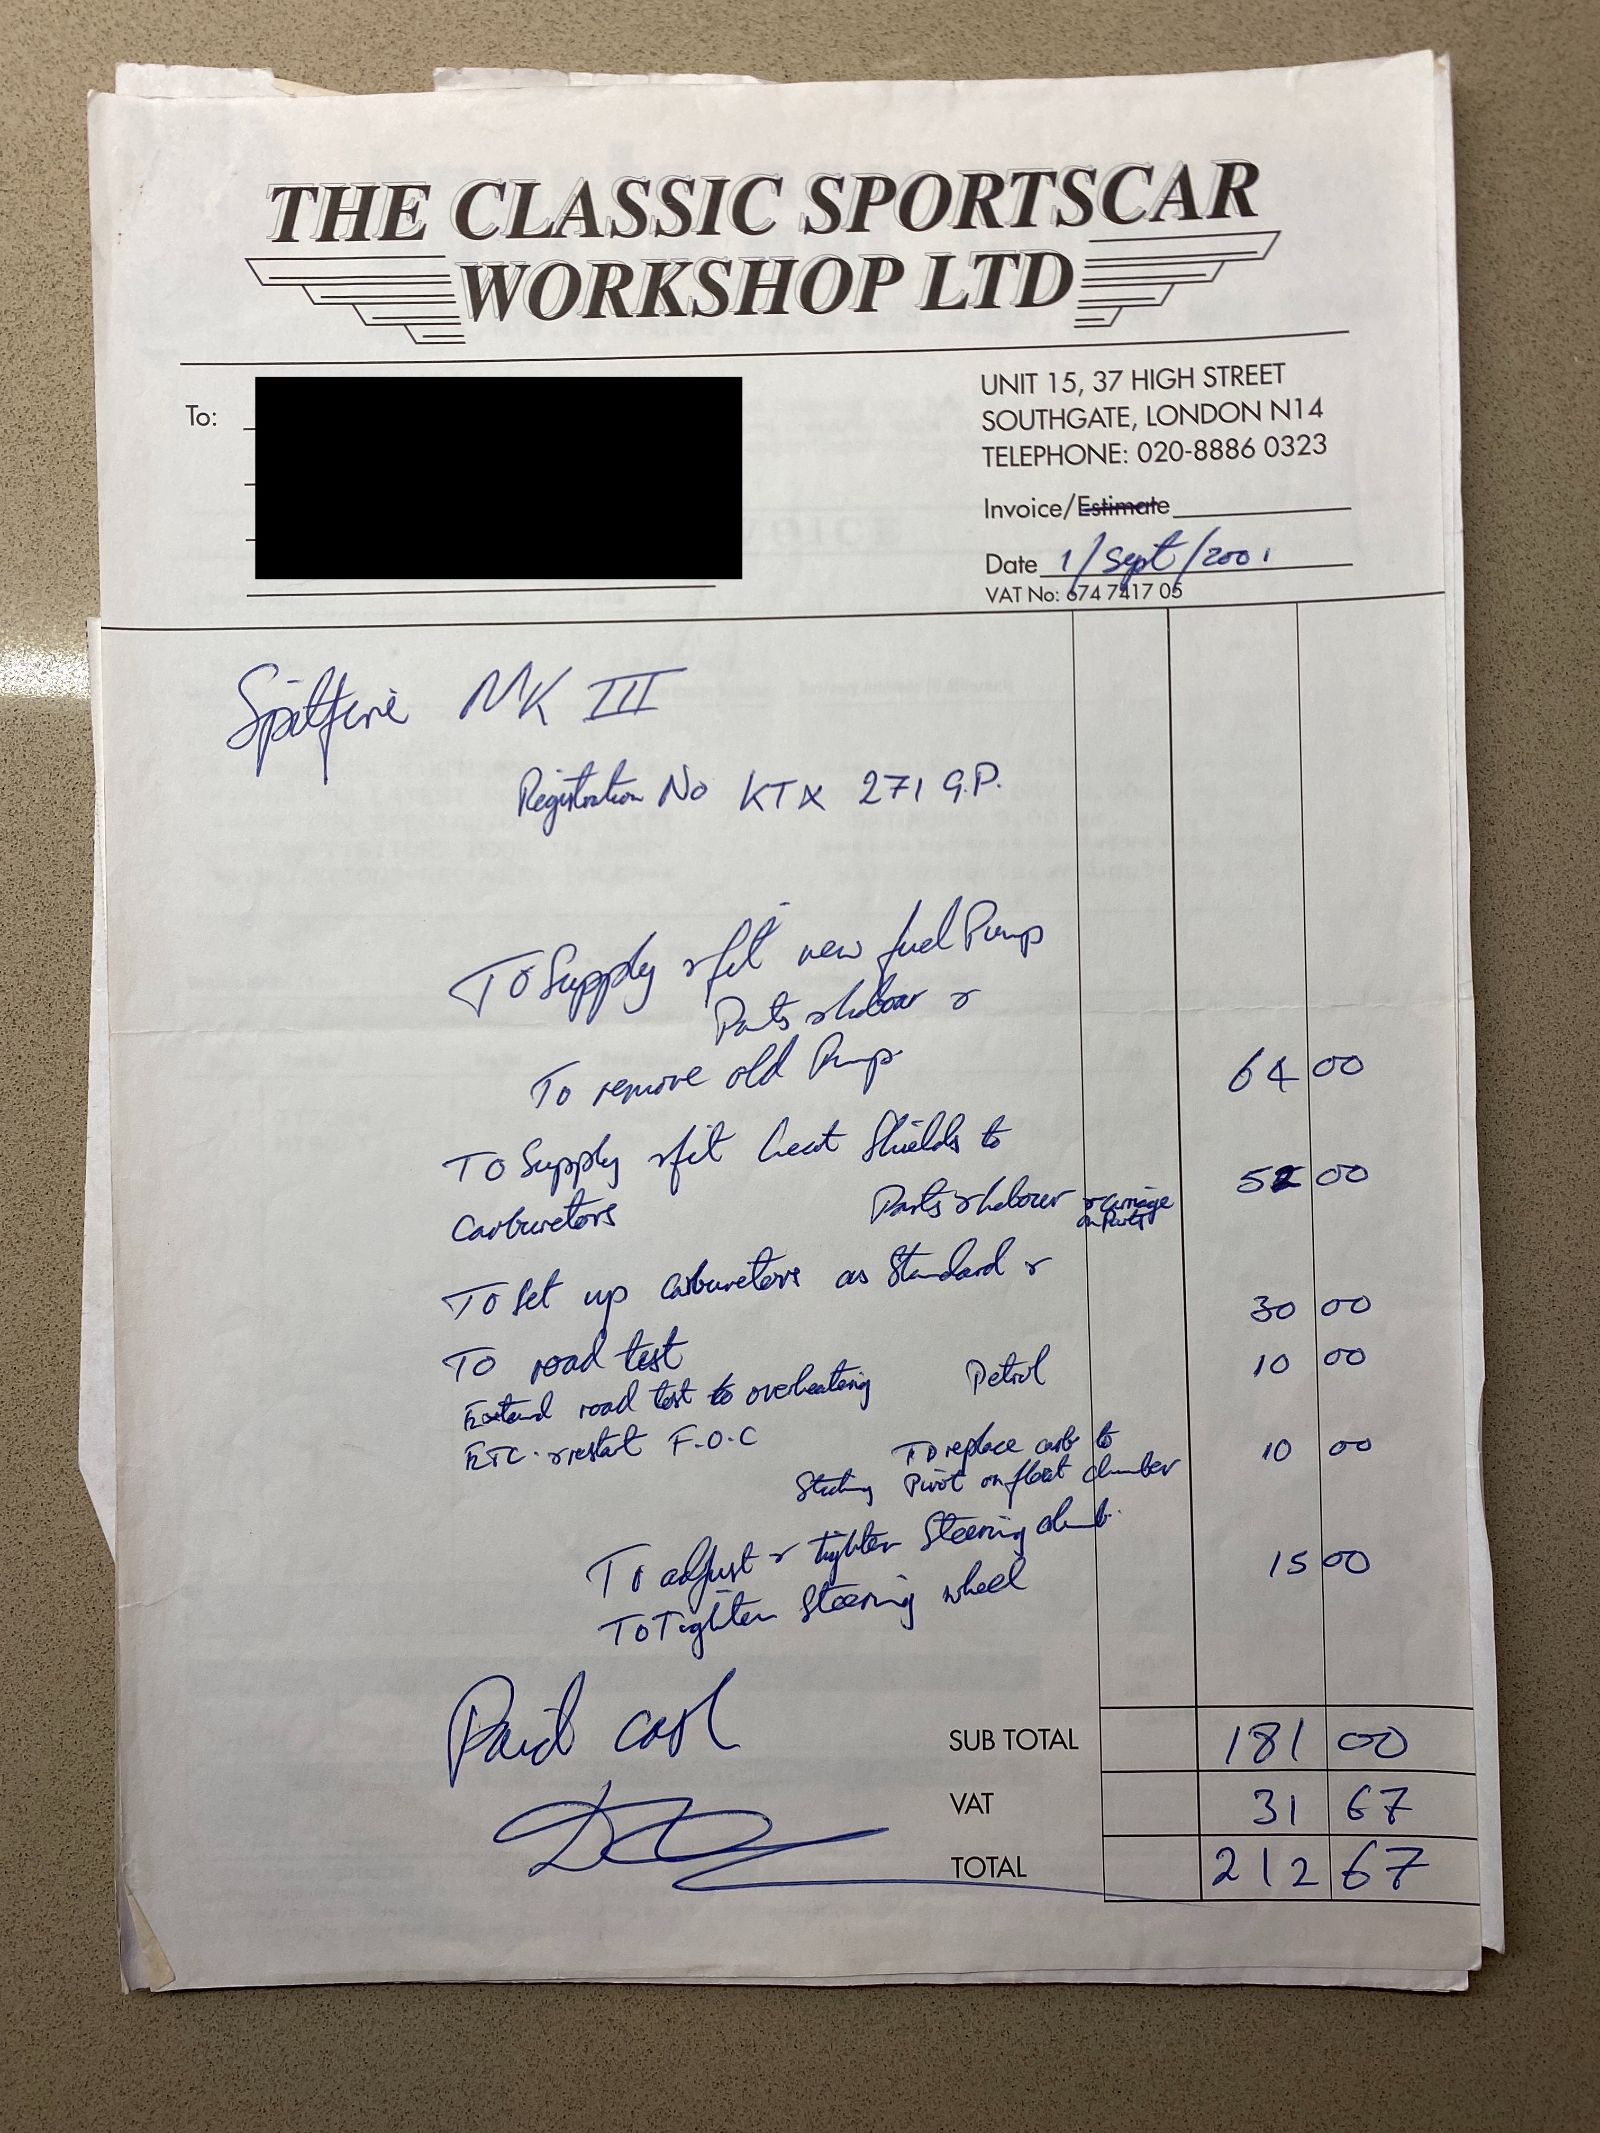 THE CLASSIC SPORTSCAR
WORKSHOP LTD
To:
UNIT 15, 37 HIGH STREET
SOUTHGATE, LONDON N14
TELEPHONE: 020-8886 0323
Invoice/Estimate
Date 1/Sept/2001
VAT No: 674 7417 05
Spitfire MK III
Registration No KTX 271 G.P.
To Supply & fit new fuel Pump
Parts & labour &
To remove old Pump 64 00
To Supply & fit heat Shields to
Carburetors Parts & labour & carriage on Parts 52 00
To Set up carburetors as Standard & 30 00
To road test
Petrol 10 00
Extend road test to overheating
ETC. & restart F.O.C
To replace carb to 10 00
Pivot on float chamber
To adjust & tighten Steering
To Tighten Steering wheel 15 00
Paid cash
SUB TOTAL 181 00
VAT 31 67
TOTAL 212 67